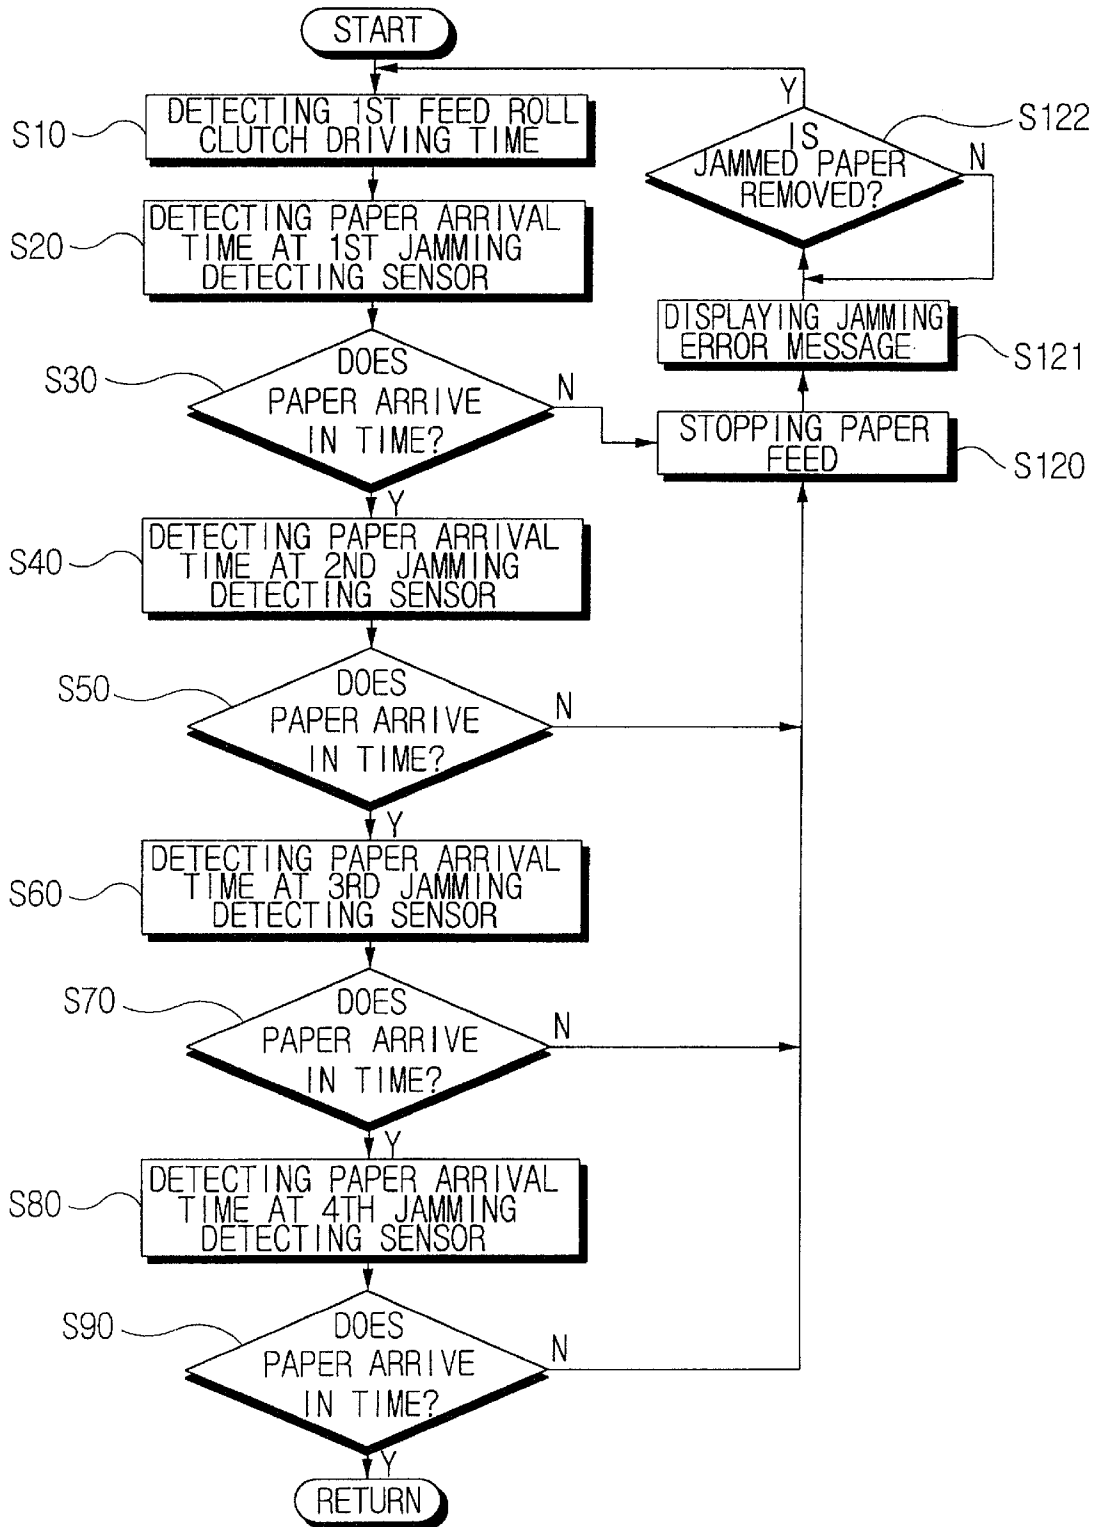 START
S10
DETECTING 1ST FEED ROLL
CLUTCH DRIVING TIME
S20
DETECTING PAPER ARRIVAL
TIME AT 1ST JAMMING
DETECTING SENSOR
S30
DOES
PAPER ARRIVE
IN TIME?
N
Y
S40
DETECTING PAPER ARRIVAL
TIME AT 2ND JAMMING
DETECTING SENSOR
S50
DOES
PAPER ARRIVE
IN TIME?
N
Y
S60
DETECTING PAPER ARRIVAL
TIME AT 3RD JAMMING
DETECTING SENSOR
S70
DOES
PAPER ARRIVE
IN TIME?
N
Y
S80
DETECTING PAPER ARRIVAL
TIME AT 4TH JAMMING
DETECTING SENSOR
S90
DOES
PAPER ARRIVE
IN TIME?
N
Y
RETURN
Y
S122
IS
JAMMED PAPER
REMOVED?
N
DISPLAYING JAMMING
ERROR MESSAGE
S121
STOPPING PAPER
FEED
S120